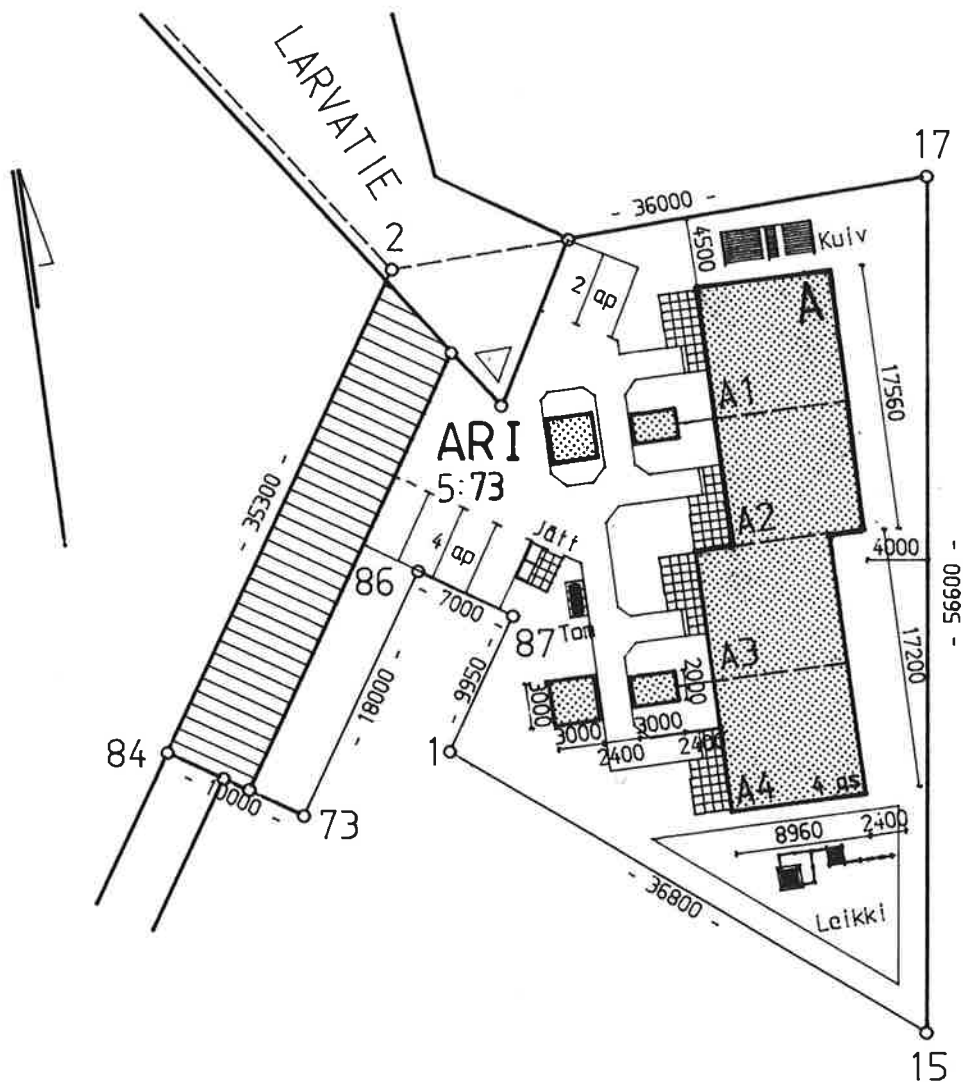 LARVATIE
17
- 36000 -
2
4500
Kuiv
2 ap
A
A1
17560
ARI
5:73
- 35300 -
A2
Jätt
4 ap
86
- 7000 -
4000
- 56600 -
87
Tom
A3
17200
- 18000 -
- 9950 -
2000
3000
3000
3000
2400
2400
84
1
A4
4 as
- 10000 -
73
8960
2400
- 36800 -
Leikki
15